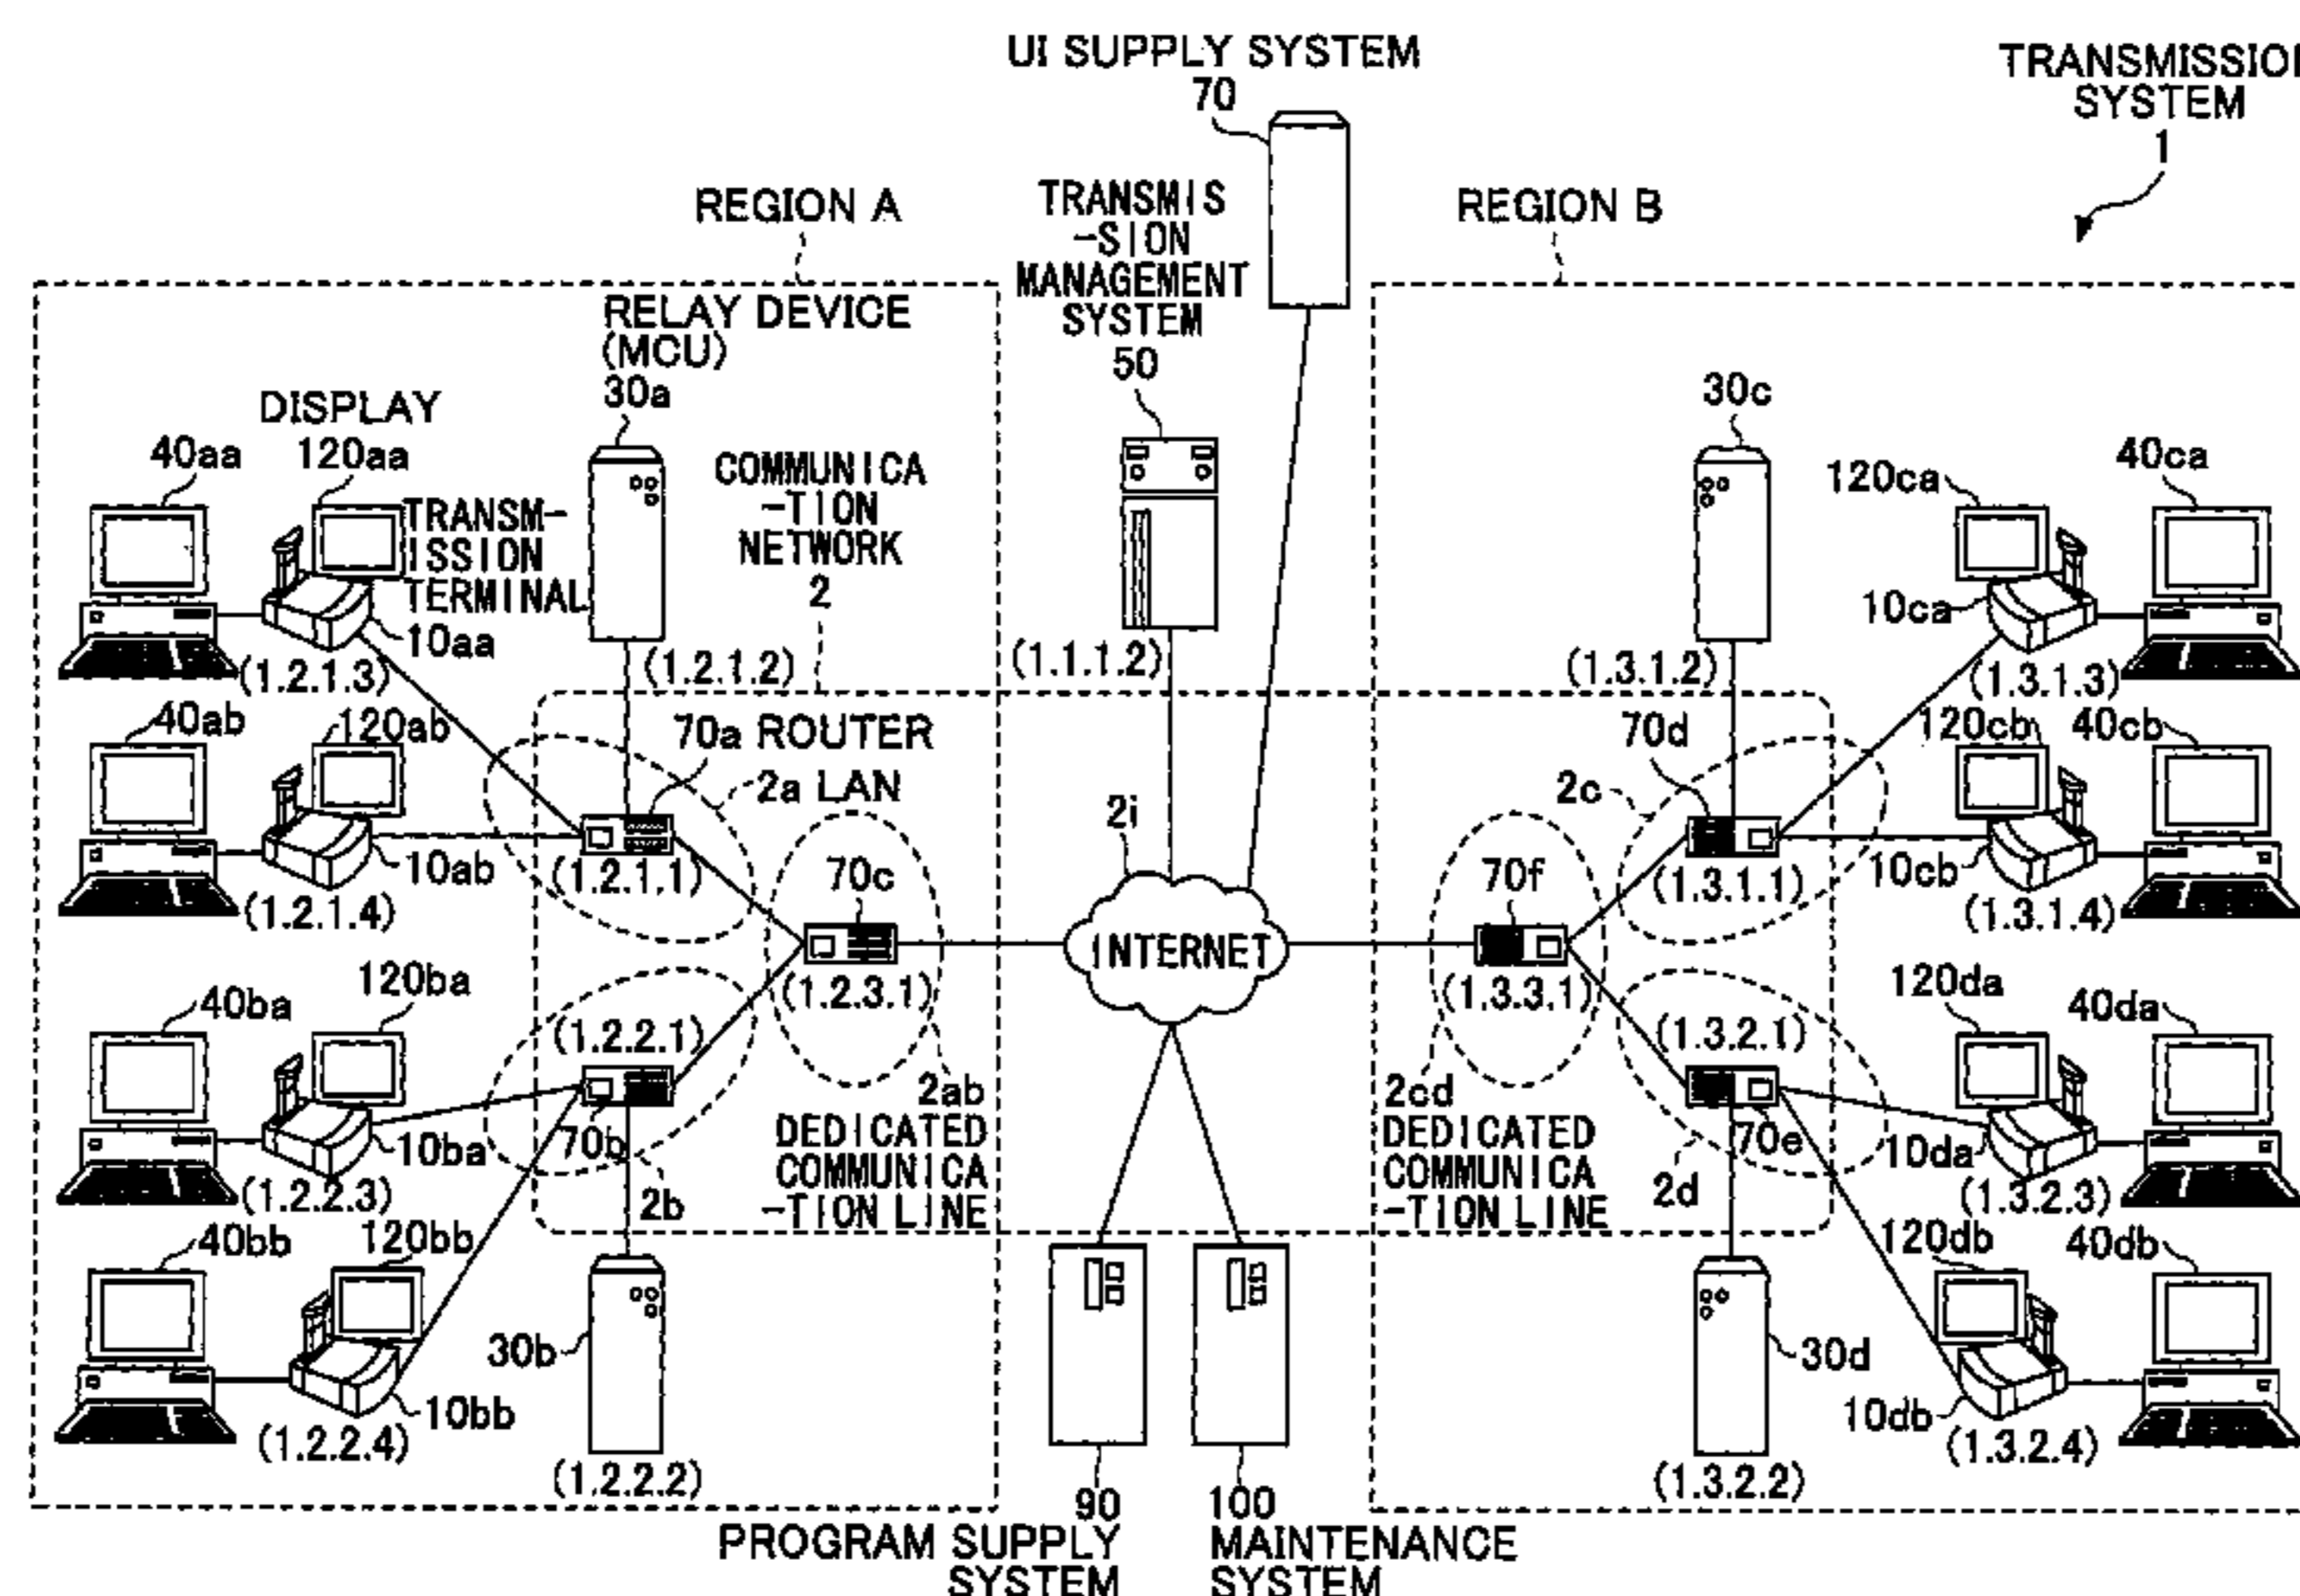 UI SUPPLY SYSTEM
70
TRANSMISSION
SYSTEM
1
REGION A
TRANSMIS
-SION
MANAGEMENT
SYSTEM
50
REGION B
RELAY DEVICE
(MCU)
30a
DISPLAY
40aa
120aa
TRANSM-
ISSION
TERMINAL
10aa
(1.2.1.3)
COMMUNICA
-TION
NETWORK
2
(1.2.1.2)
(1.1.1.2)
30c
(1.3.1.2)
120ca
40ca
10ca
(1.3.1.3)
40ab
120ab
10ab
(1.2.1.4)
70a ROUTER
2a LAN
(1.2.1.1)
70c
(1.2.3.1)
2i
INTERNET
70f
(1.3.3.1)
2c
70d
(1.3.1.1)
120cb
40cb
10cb
(1.3.1.4)
40ba
120ba
10ba
(1.2.2.3)
(1.2.2.1)
70b
2b
2ab
DEDICATED
COMMUNICA
-TION LINE
2cd
DEDICATED
COMMUNICA
-TION LINE
(1.3.2.1)
70e
2d
120da
40da
10da
(1.3.2.3)
40bb
120bb
10bb
(1.2.2.4)
30b
(1.2.2.2)
30d
(1.3.2.2)
120db
40db
10db
(1.3.2.4)
90
PROGRAM SUPPLY
SYSTEM
100
MAINTENANCE
SYSTEM